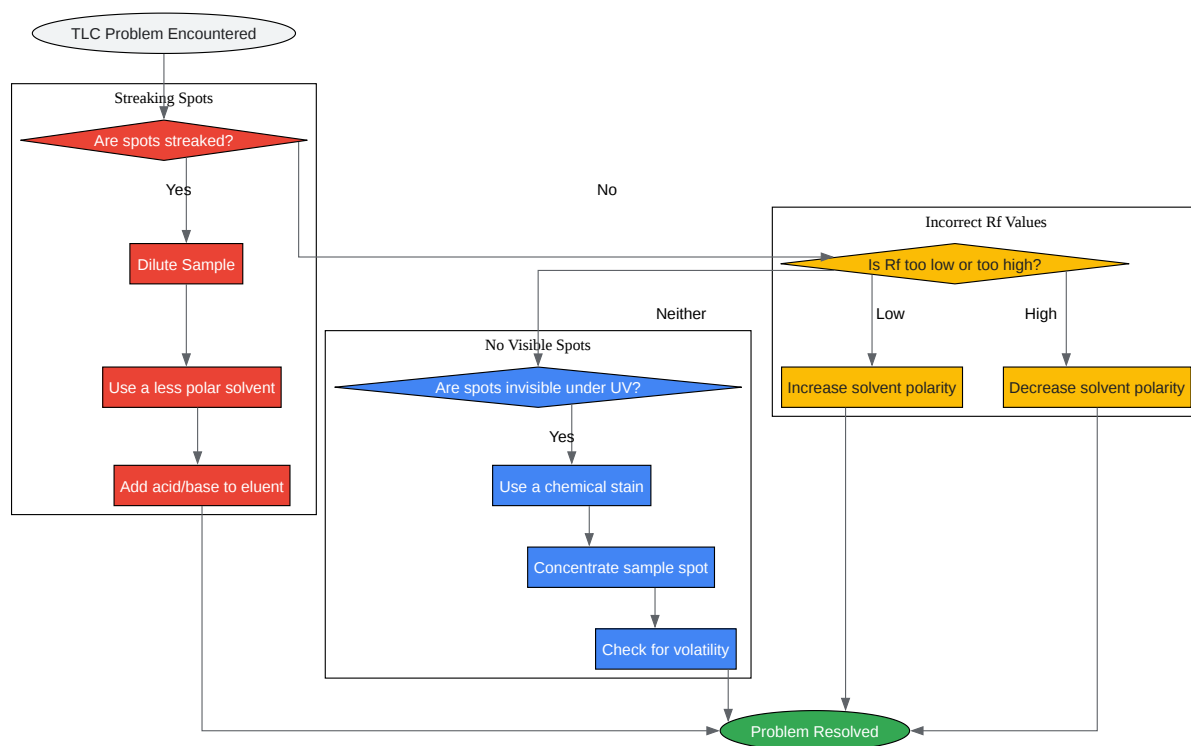 TLC Problem Encountered
Streaking Spots
Are spots streaked?
Yes
No
Dilute Sample
Incorrect Rf Values
Is Rf too low or too high?
Neither
Low
High
No Visible Spots
Are spots invisible under UV?
Increase solvent polarity
Decrease solvent polarity
Use a less polar solvent
Yes
Add acid/base to eluent
Use a chemical stain
Concentrate sample spot
Check for volatility
Problem Resolved